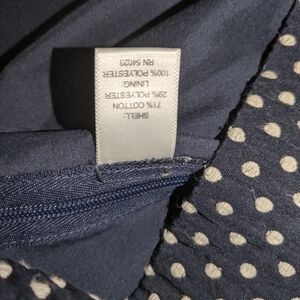 SHELL:
71% COTTON
29% POLYESTER
LINING:
100% POLYESTER
RN 54023